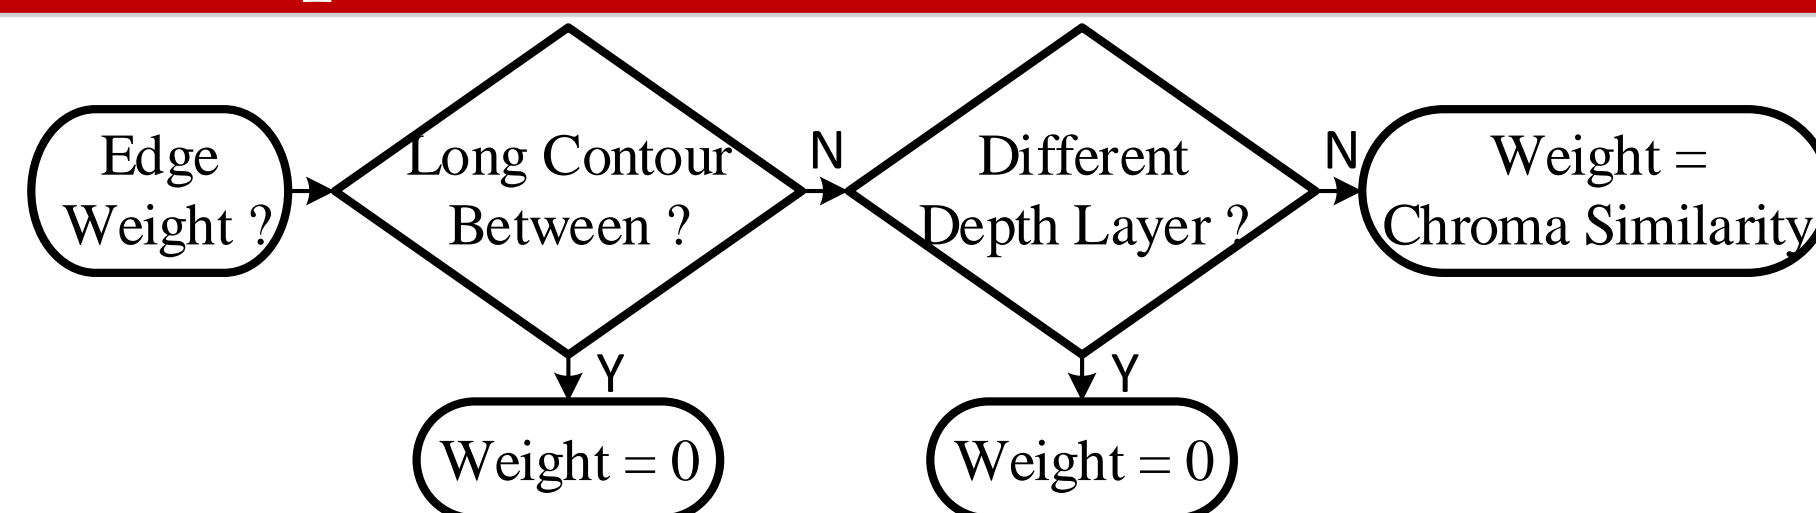 Edge
Weight ?
Long Contour
Between ?
N
Different
Depth Layer ?
N
Weight =
Chroma Similarity
Y
Y
Weight = 0
Weight = 0